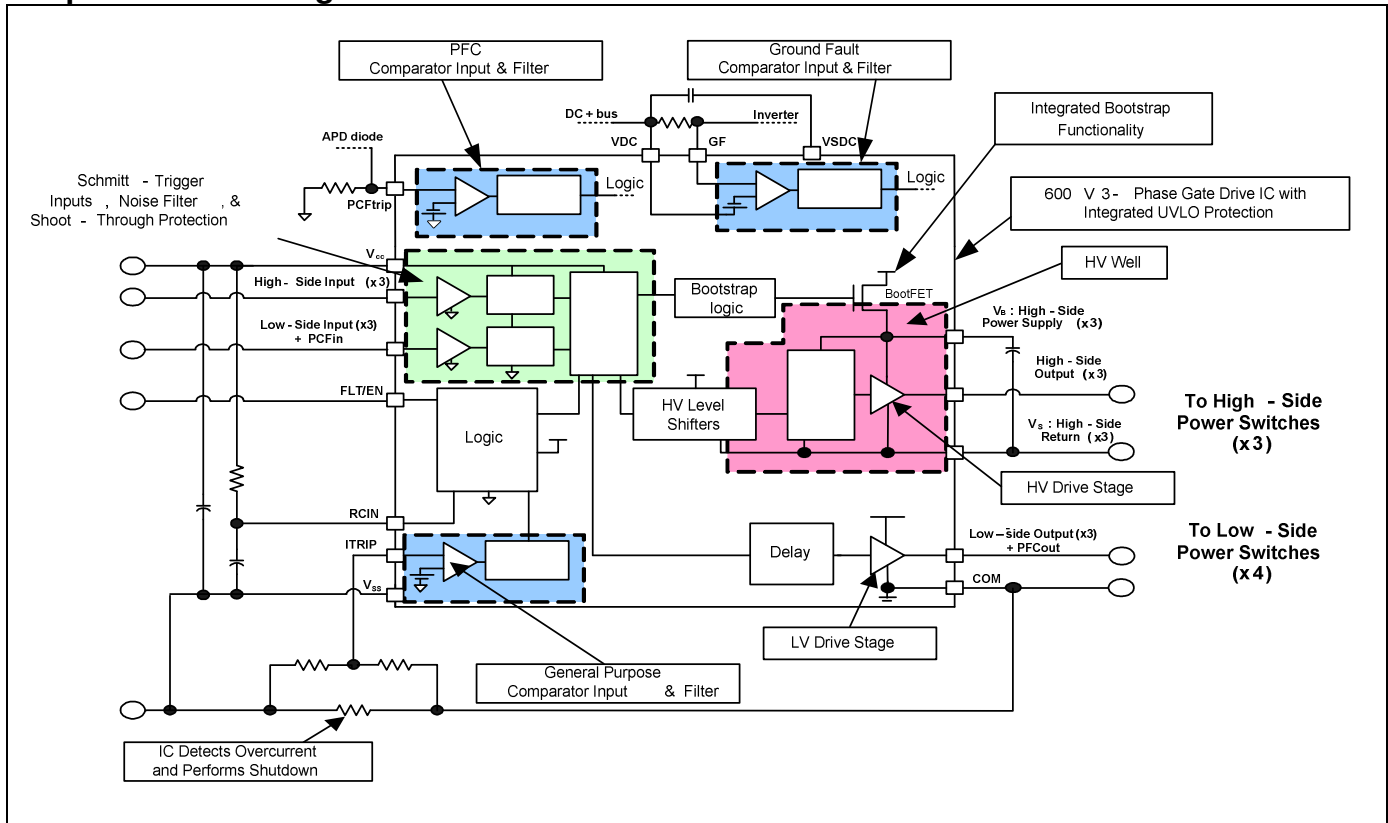 PFC
Comparator Input & Filter
Ground Fault
Comparator Input & Filter
Integrated Bootstrap
Functionality
DC + bus
Inverter
VDC
GF
VSDC
APD diode
Schmitt - Trigger
Inputs , Noise Filter , &
Shoot - Through Protection
PCFtrip
Logic
Logic
600 V 3 - Phase Gate Drive IC with
Integrated UVLO Protection
HV Well
Vcc
High- Side Input (x3)
Low - Side Input (x3)
+ PCFin
Bootstrap
logic
BootFET
VB : High - Side
Power Supply (x3)
High - Side
Output (x3)
FLT/EN
Logic
HV Level
Shifters
VS : High - Side
Return (x3)
To High - Side
Power Switches
(x3)
HV Drive Stage
RCIN
ITRIP
Delay
Low – side Output (x3)
+ PFCout
To Low - Side
Power Switches
(x4)
Vss
COM
LV Drive Stage
General Purpose
Comparator Input & Filter
IC Detects Overcurrent
and Performs Shutdown